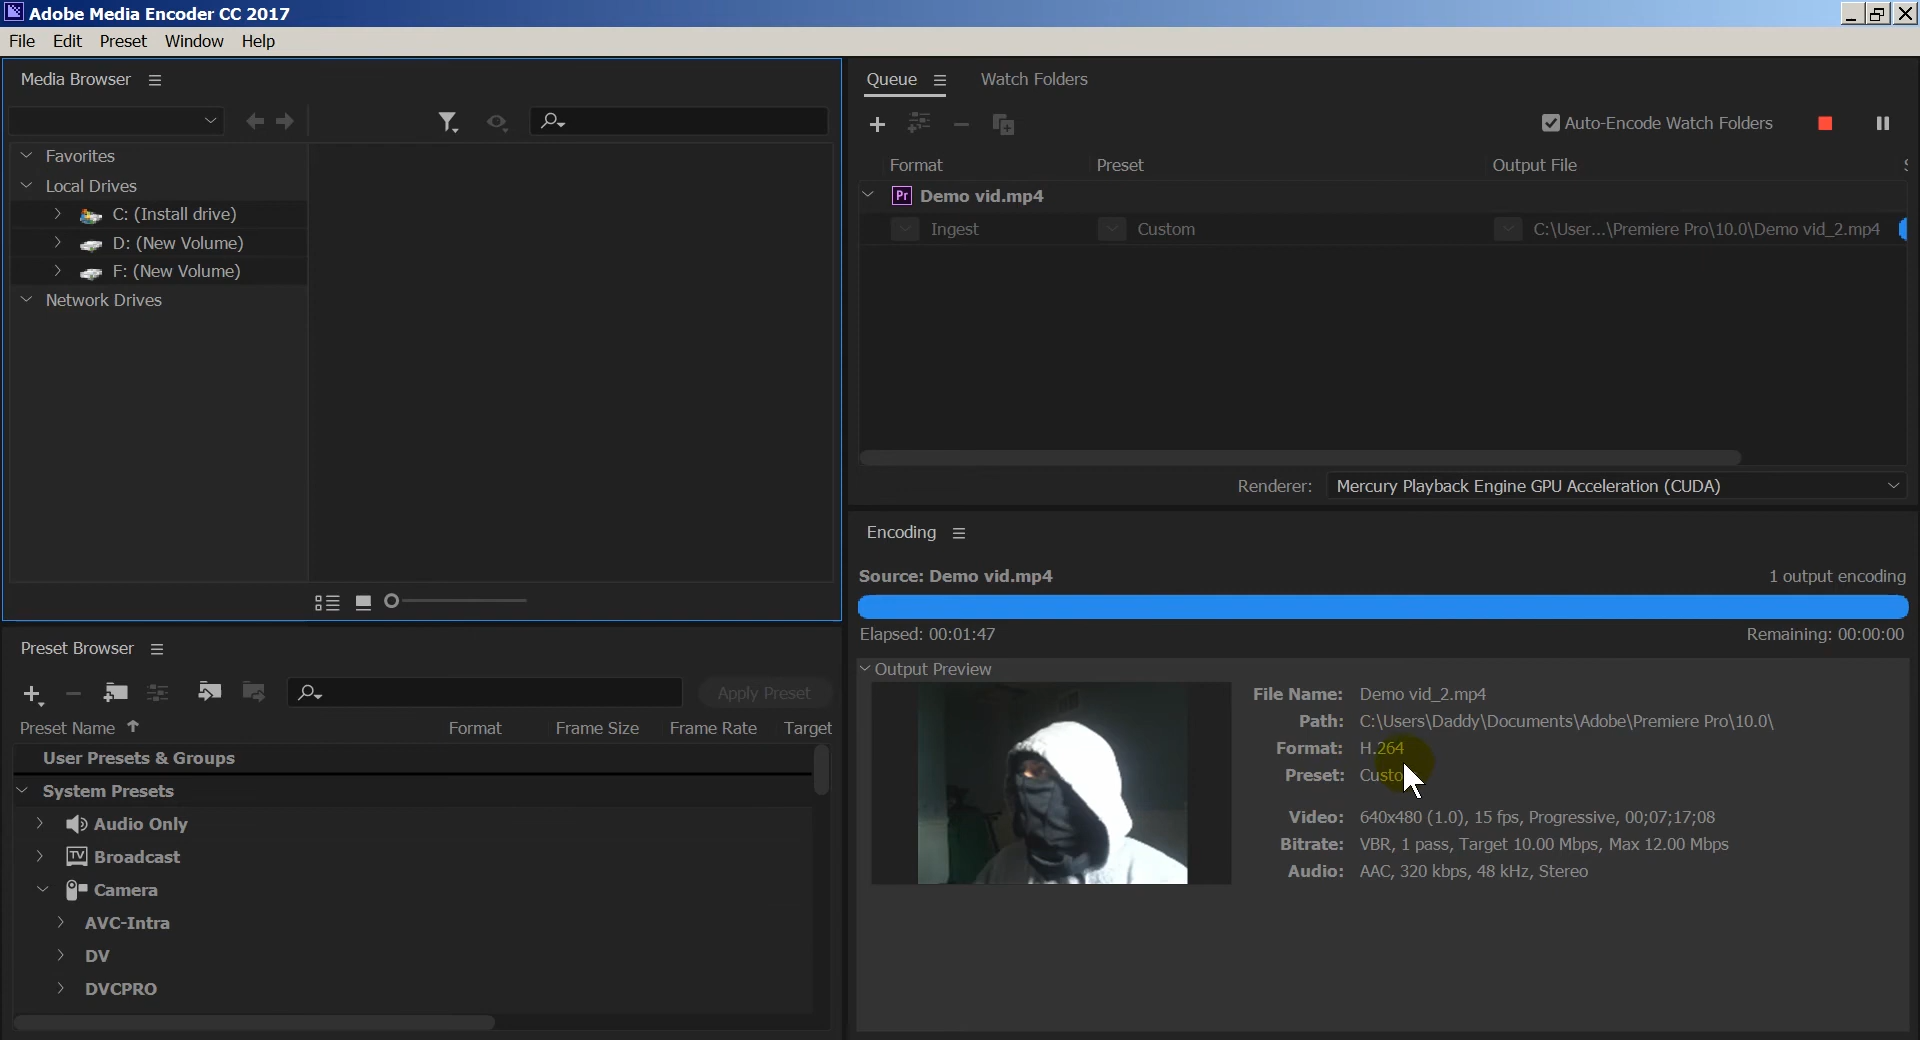 Adobe Media Encoder CC 2017
File Edit Preset Window Help
Media Browser
Favorites
Local Drives
C: (Install drive)
D: (New Volume)
F: (New Volume)
Network Drives
Preset Browser
Apply Preset
Preset Name Format Frame Size Frame Rate Target
User Presets & Groups
System Presets
Audio Only
TV Broadcast
Camera
AVC-Intra
DV
DVCPRO
Queue Watch Folders
Auto-Encode Watch Folders
Format Preset Output File
Pr Demo vid.mp4
Ingest Custom C:\User...\Premiere Pro\10.0\Demo vid_2.mp4
Renderer: Mercury Playback Engine GPU Acceleration (CUDA)
Encoding
Source: Demo vid.mp4 1 output encoding
Elapsed: 00:01:47 Remaining: 00:00:00
Output Preview
File Name: Demo vid_2.mp4
Path: C:\Users\Daddy\Documents\Adobe\Premiere Pro\10.0\
Format: H.264
Preset: Custo
Video: 640x480 (1.0), 15 fps, Progressive, 00;07;17;08
Bitrate: VBR, 1 pass, Target 10.00 Mbps, Max 12.00 Mbps
Audio: AAC, 320 kbps, 48 kHz, Stereo